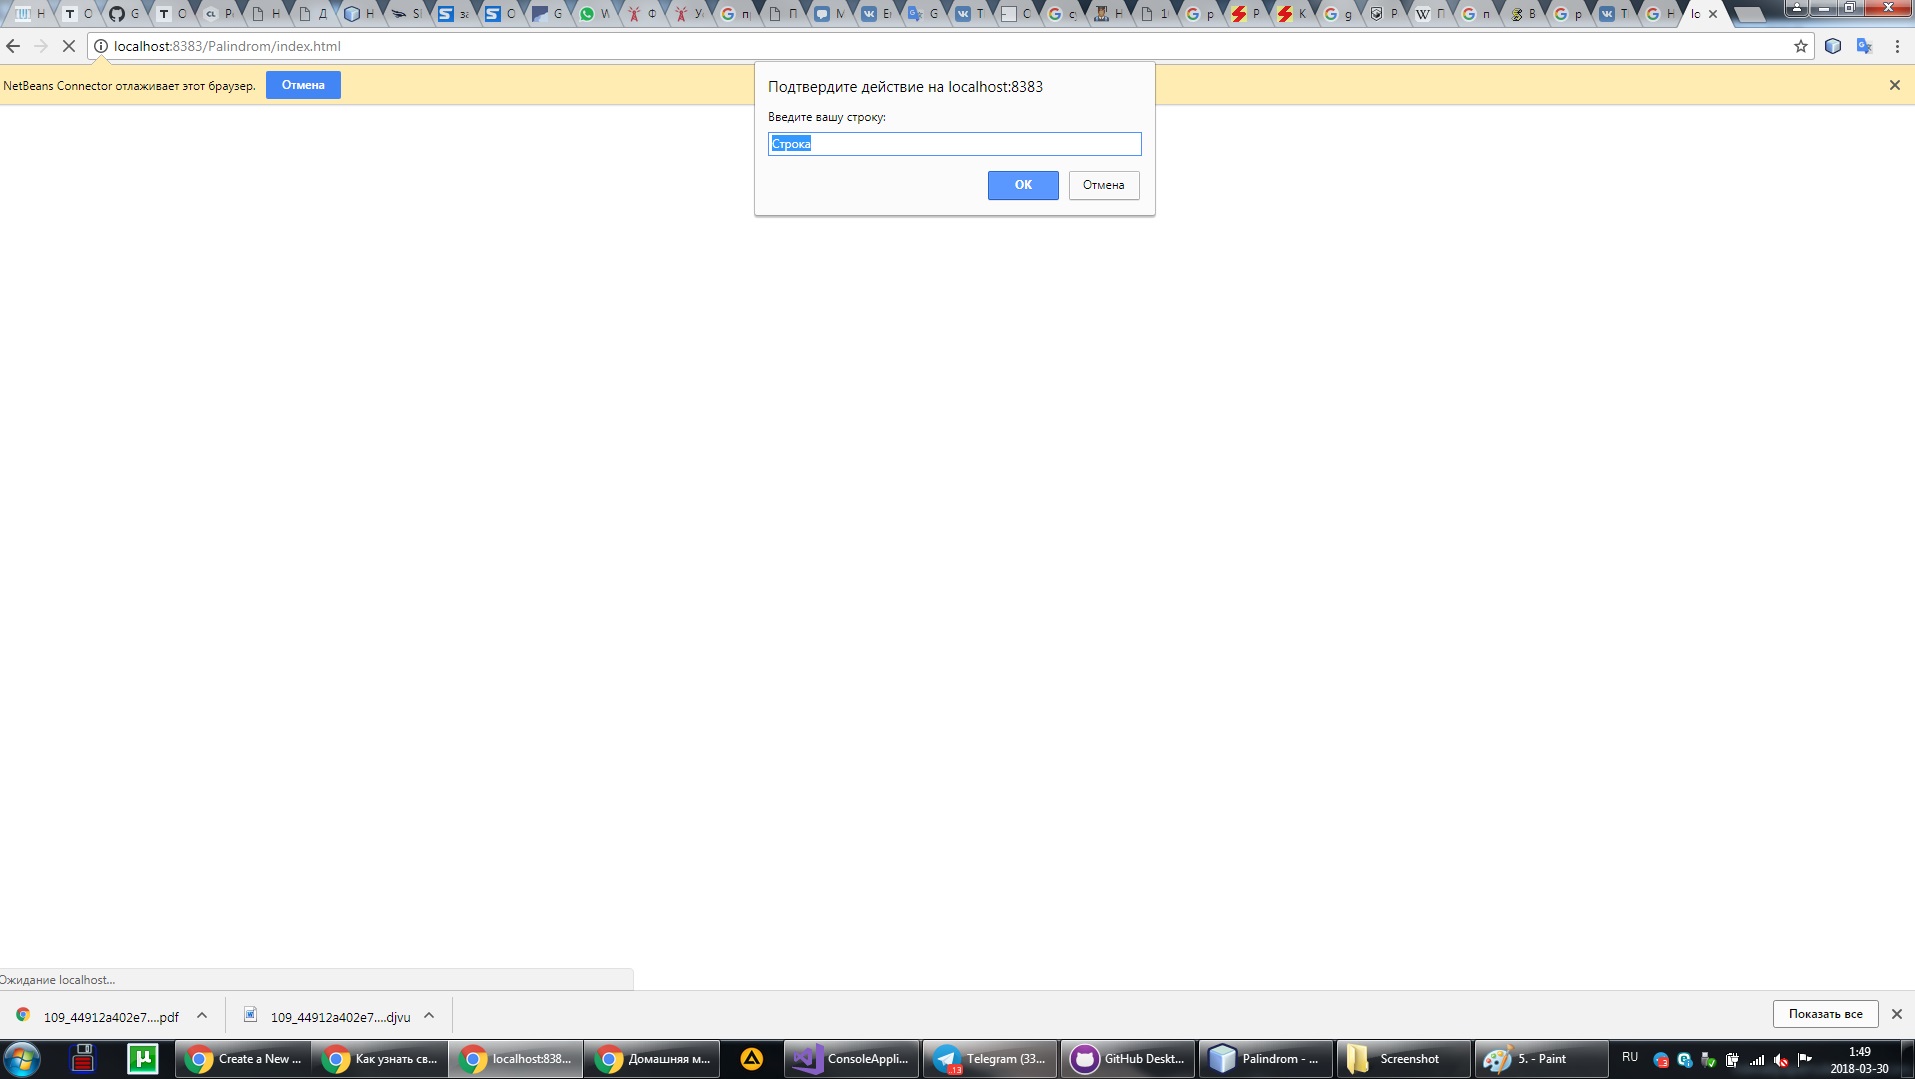 localhost:8383/Palindrom/index.html
NetBeans Connector отлаживает этот браузер.
Отмена
Подтвердите действие на localhost:8383
Введите вашу строку:
Строка
OK
Отмена
Ожидание localhost...
109_44912a402e7....pdf
109_44912a402e7....djvu
Показать все
Create a New ...
Как узнать св...
localhost:838...
Домашняя м...
ConsoleAppli...
Telegram (33...
GitHub Deskt...
Palindrom - ...
Screenshot
5. - Paint
RU
1:49
2018-03-30